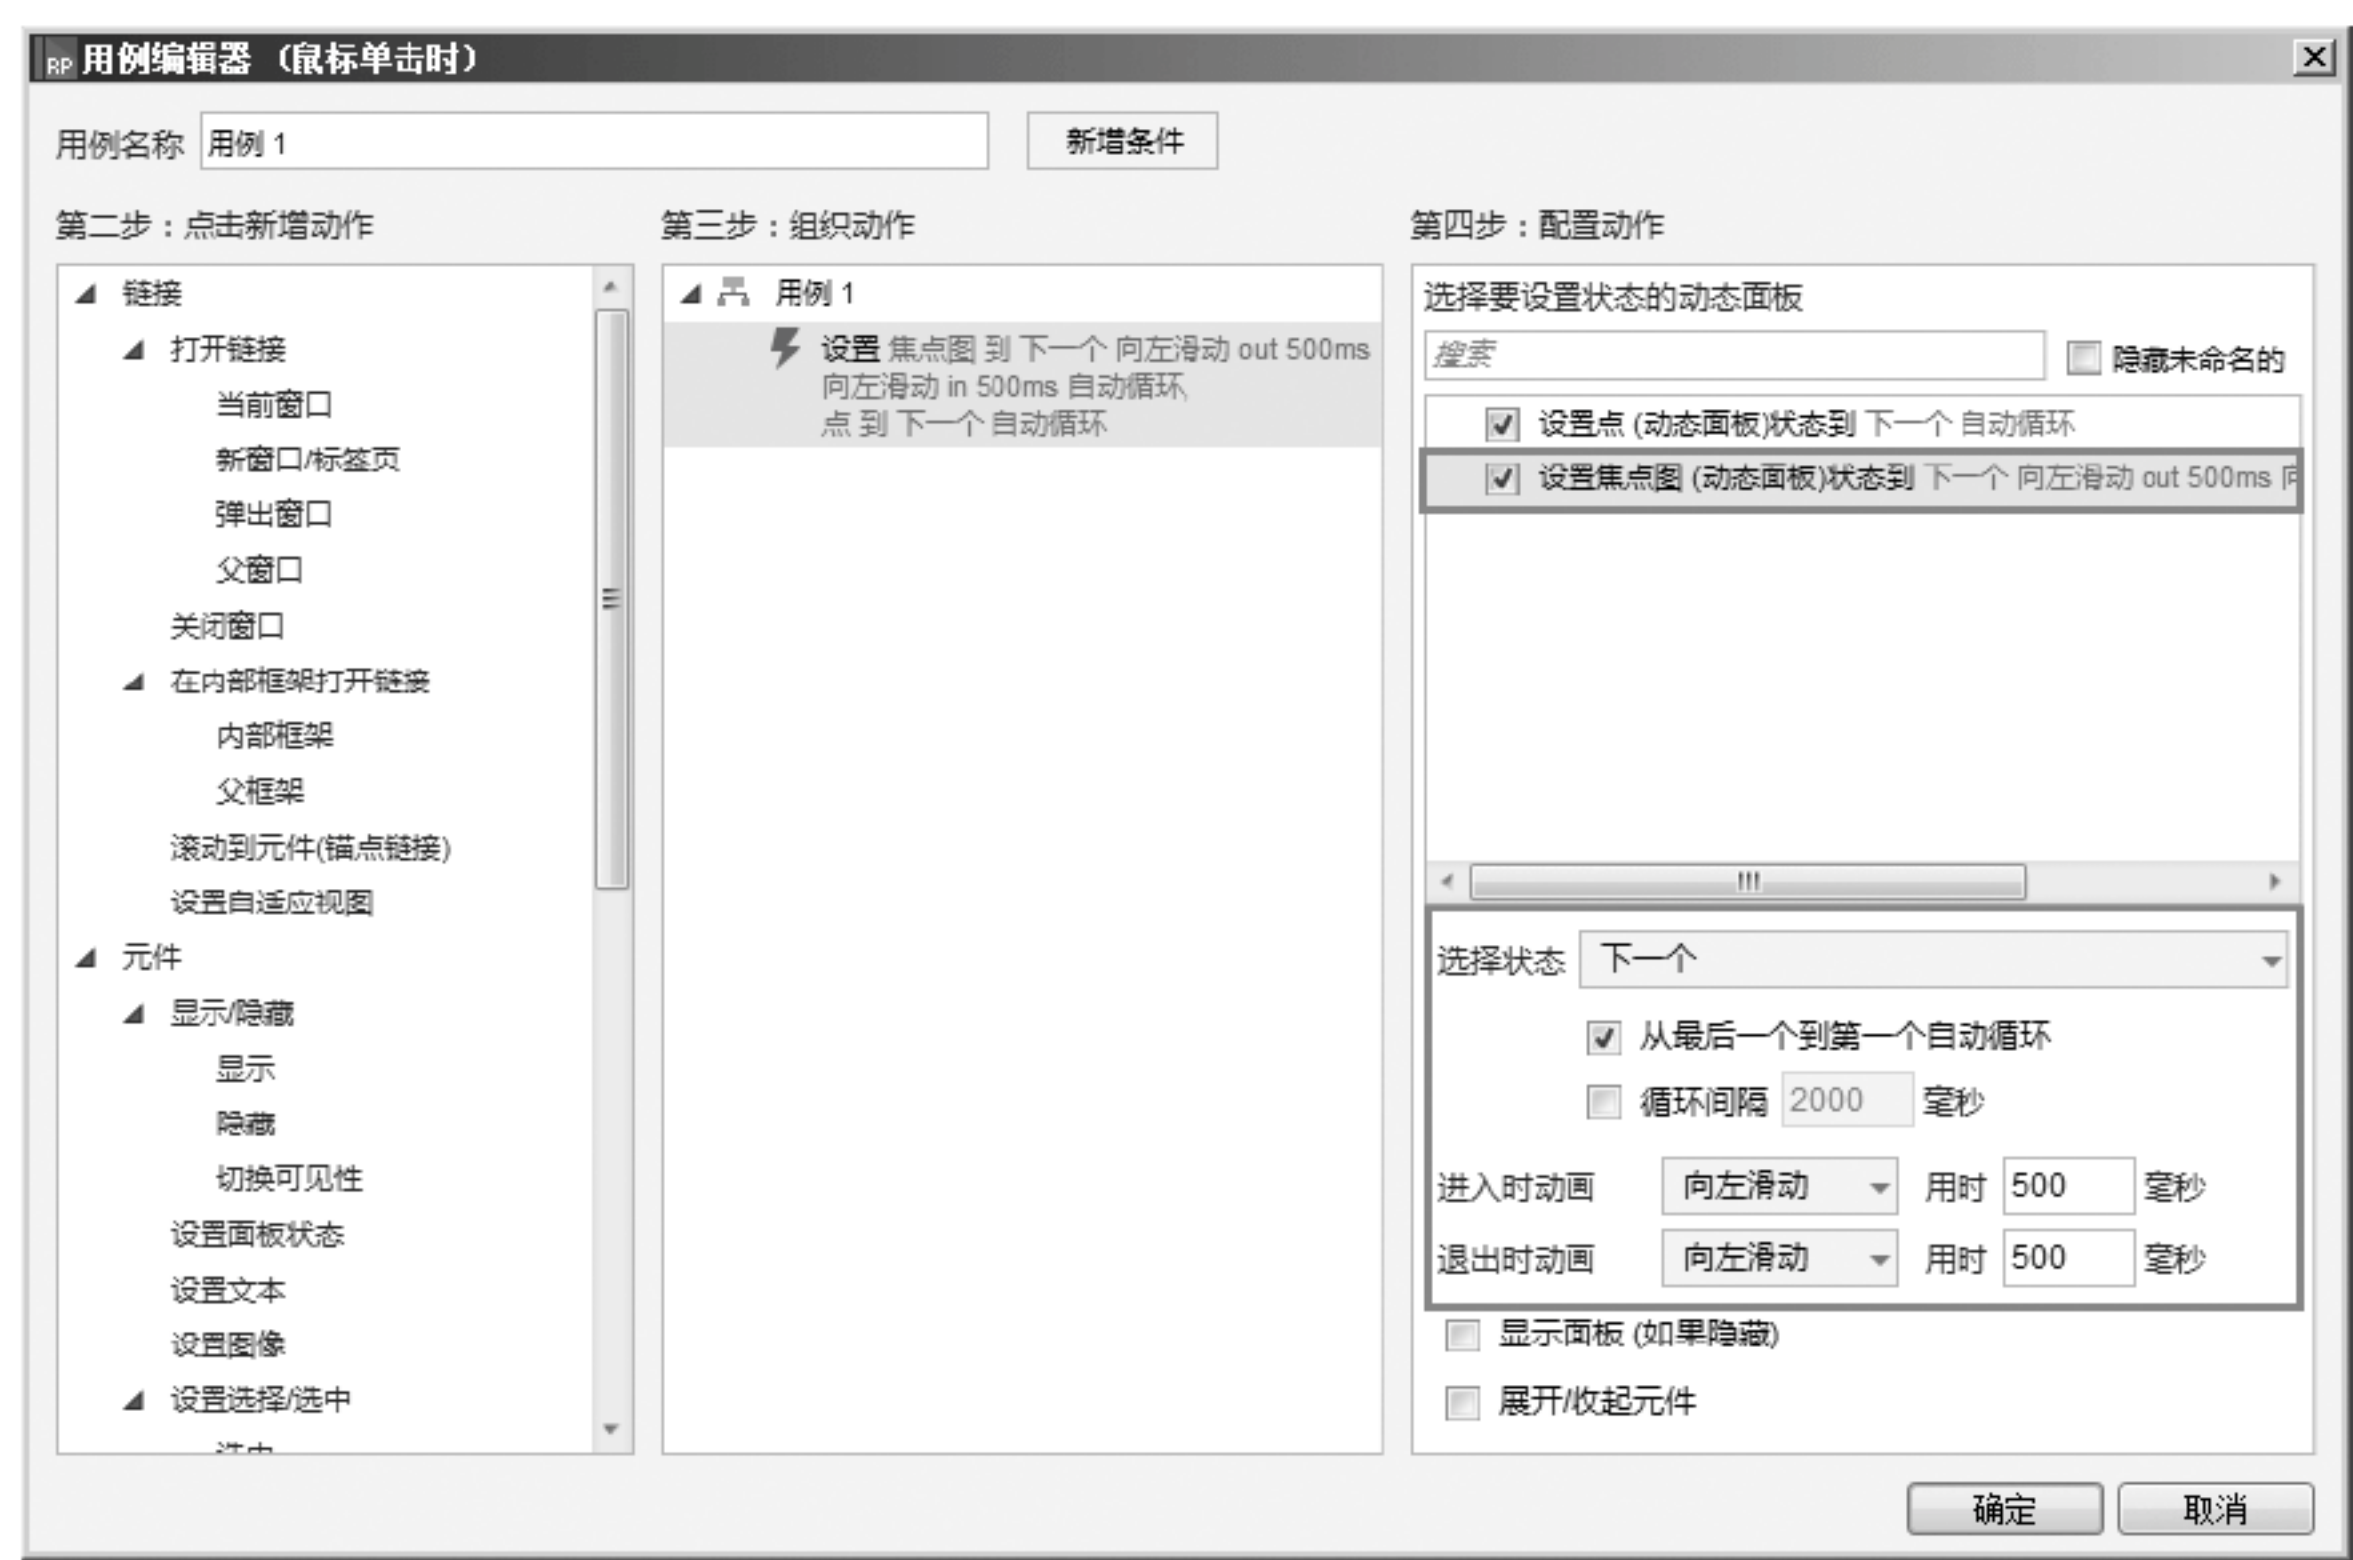 RP 用例编辑器 （鼠标单击时）
用例名称 用例 1 新增条件
第二步：点击新增动作
链接
打开链接
当前窗口
新窗口/标签页
弹出窗口
父窗口
关闭窗口
在内部框架打开链接
内部框架
父框架
滚动到元件(锚点链接)
设置自适应视图
元件
显示/隐藏
显示
隐藏
切换可见性
设置面板状态
设置文本
设置图像
设置选择/选中
第三步：组织动作
用例 1
设置 焦点图 到 下一个 向左滑动 out 500ms
向左滑动 in 500ms 自动循环,
点 到 下一个 自动循环
第四步：配置动作
选择要设置状态的动态面板
搜索 隐藏未命名的
设置点 (动态面板)状态到 下一个 自动循环
设置焦点图 (动态面板)状态到 下一个 向左滑动 out 500ms 向
选择状态 下一个
从最后一个到第一个自动循环
循环间隔 2000 毫秒
进入时动画 向左滑动 用时 500 毫秒
退出时动画 向左滑动 用时 500 毫秒
显示面板 (如果隐藏)
展开/收起元件
确定 取消